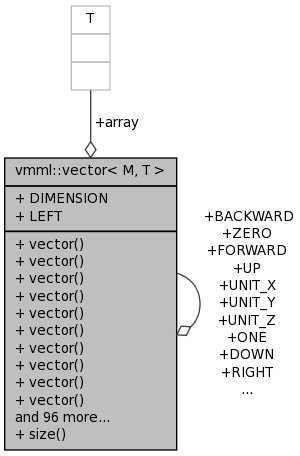 T
+array
vmml::vector< M, T >
+ DIMENSION
+ LEFT
+ vector()
+ vector()
+ vector()
+ vector()
+ vector()
+ vector()
+ vector()
+ vector()
+ vector()
+ vector()
and 96 more...
+ size()
+BACKWARD
+ZERO
+FORWARD
+UP
+UNIT_X
+UNIT_Y
+UNIT_Z
+ONE
+DOWN
+RIGHT
...